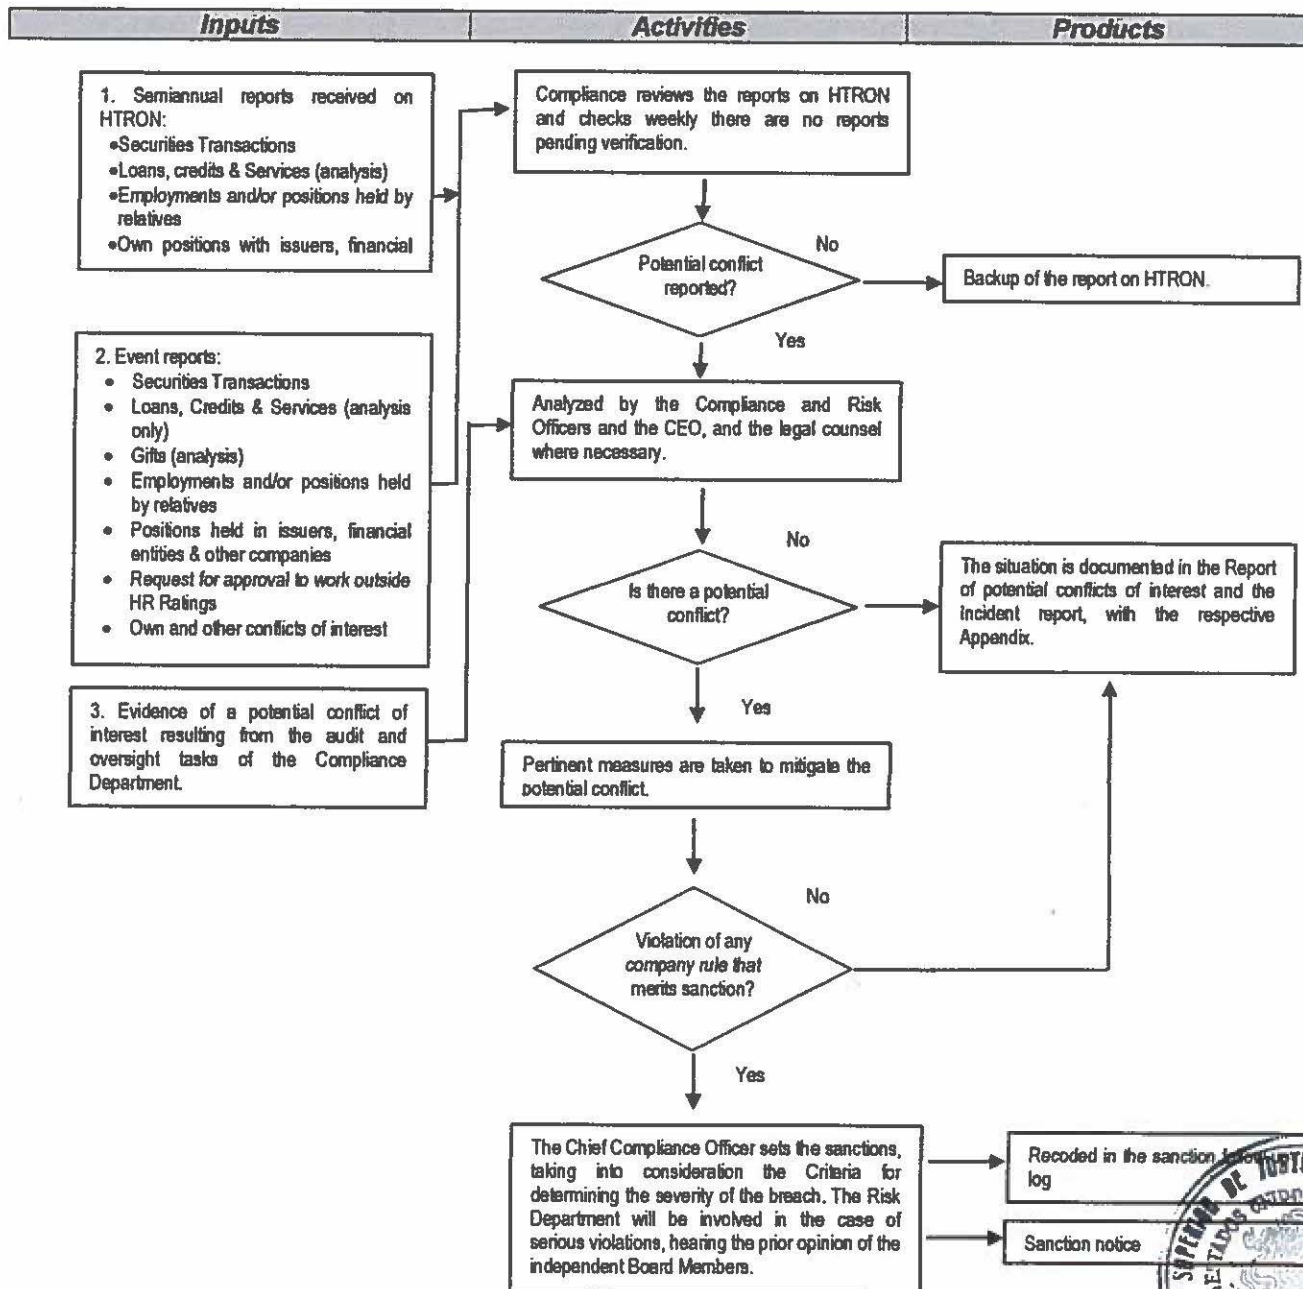 Inputs
Activities
Products
1. Semiannual reports received on
HTRON:
•Securities Transactions
•Loans, credits & Services (analysis)
•Employments and/or positions held by
relatives
•Own positions with issuers, financial
2. Event reports:
• Securities Transactions
• Loans, Credits & Services (analysis
only)
• Gifts (analysis)
• Employments and/or positions held
by relatives
• Positions held in issuers, financial
entities & other companies
• Request for approval to work outside
HR Ratings
• Own and other conflicts of interest
3. Evidence of a potential conflict of
interest resulting from the audit and
oversight tasks of the Compliance
Department.
Compliance reviews the reports on HTRON
and checks weekly there are no reports
pending verification.
Potential conflict
reported?
No
Yes
Backup of the report on HTRON.
Analyzed by the Compliance and Risk
Officers and the CEO, and the legal counsel
where necessary.
Is there a potential
conflict?
No
Yes
The situation is documented in the Report
of potential conflicts of interest and the
Incident report, with the respective
Appendix.
Pertinent measures are taken to mitigate the
potential conflict.
Violation of any
company rule that
merits sanction?
No
Yes
The Chief Compliance Officer sets the sanctions,
taking into consideration the Criteria for
determining the severity of the breach. The Risk
Department will be involved in the case of
serious violations, hearing the prior opinion of the
independent Board Members.
Recoded in the sanction
log
Sanction notice
SUPERIOR DE